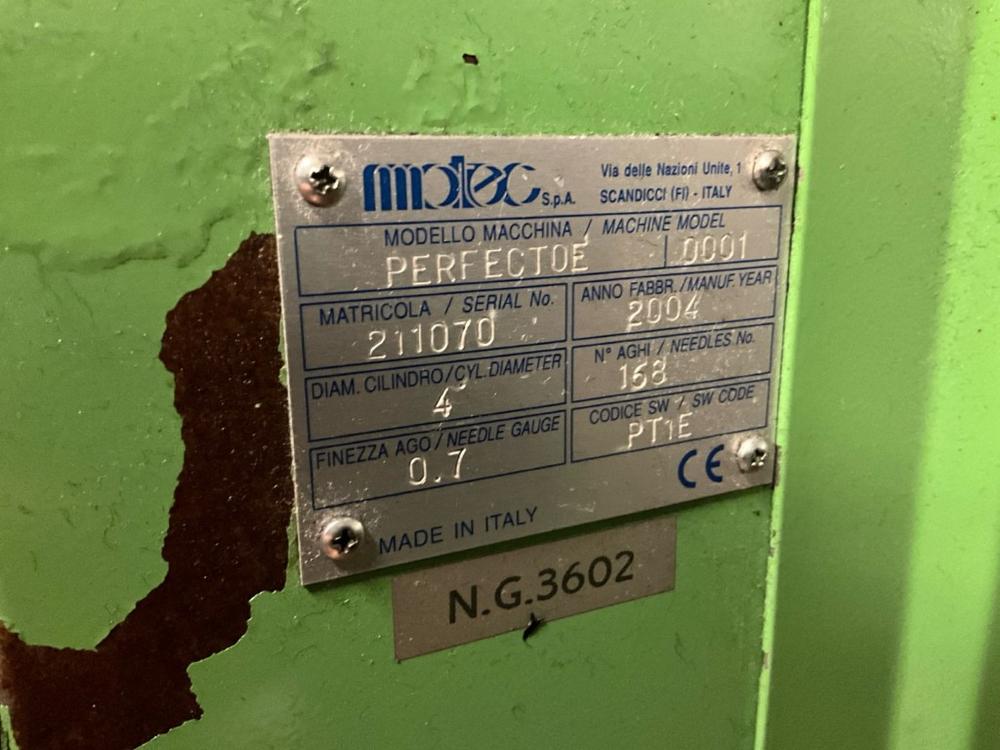 matec S.p.A.
Via delle Nazioni Unite, 1
SCANDICCI (FI) - ITALY
MODELLO MACCHINA / MACHINE MODEL
PERFECTOE 0001
MATRICOLA / SERIAL No.
211070
ANNO FABBR./MANUF. YEAR
2004
DIAM. CILINDRO/CYL. DIAMETER
4
N° AGHI / NEEDLES No.
168
FINEZZA AGO / NEEDLE GAUGE
0.7
CODICE SW / SW CODE
PT1E
CE
MADE IN ITALY
N.G.3602